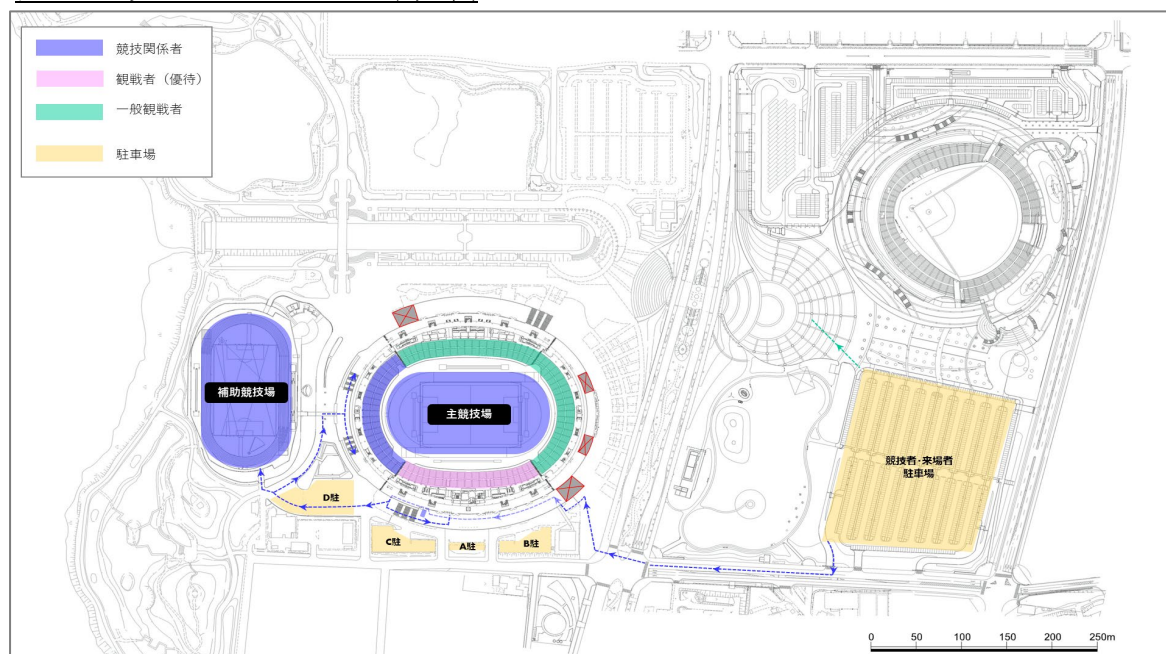 競技関係者
観戦者（優待）
一般観戦者
駐車場
補助競技場
主競技場
競技者・来場者
駐車場
D駐
C駐
A駐
B駐
0 50 100 150 200 250m